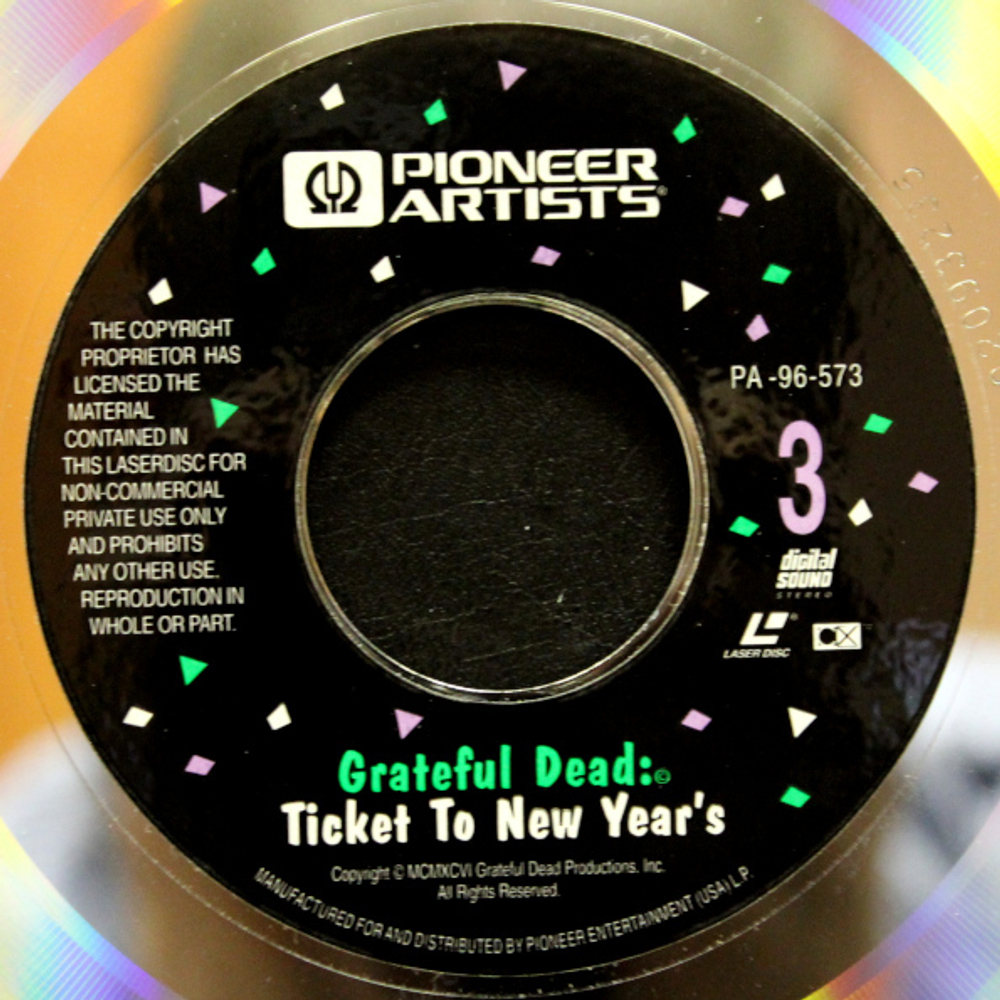 PIONEER
ARTISTS®
THE COPYRIGHT
PROPRIETOR HAS
LICENSED THE
MATERIAL
CONTAINED IN
THIS LASERDISC FOR
NON-COMMERCIAL
PRIVATE USE ONLY
AND PROHIBITS
ANY OTHER USE.
REPRODUCTION IN
WHOLE OR PART.
PA-96-573
3
digital
SOUND
STEREO
LASER DISC
CX
Grateful Dead:©
Ticket To New Year's
Copyright © MCMXCVI Grateful Dead Productions, Inc.
All Rights Reserved.
MANUFACTURED FOR AND DISTRIBUTED BY PIONEER ENTERTAINMENT (USA) L.P.